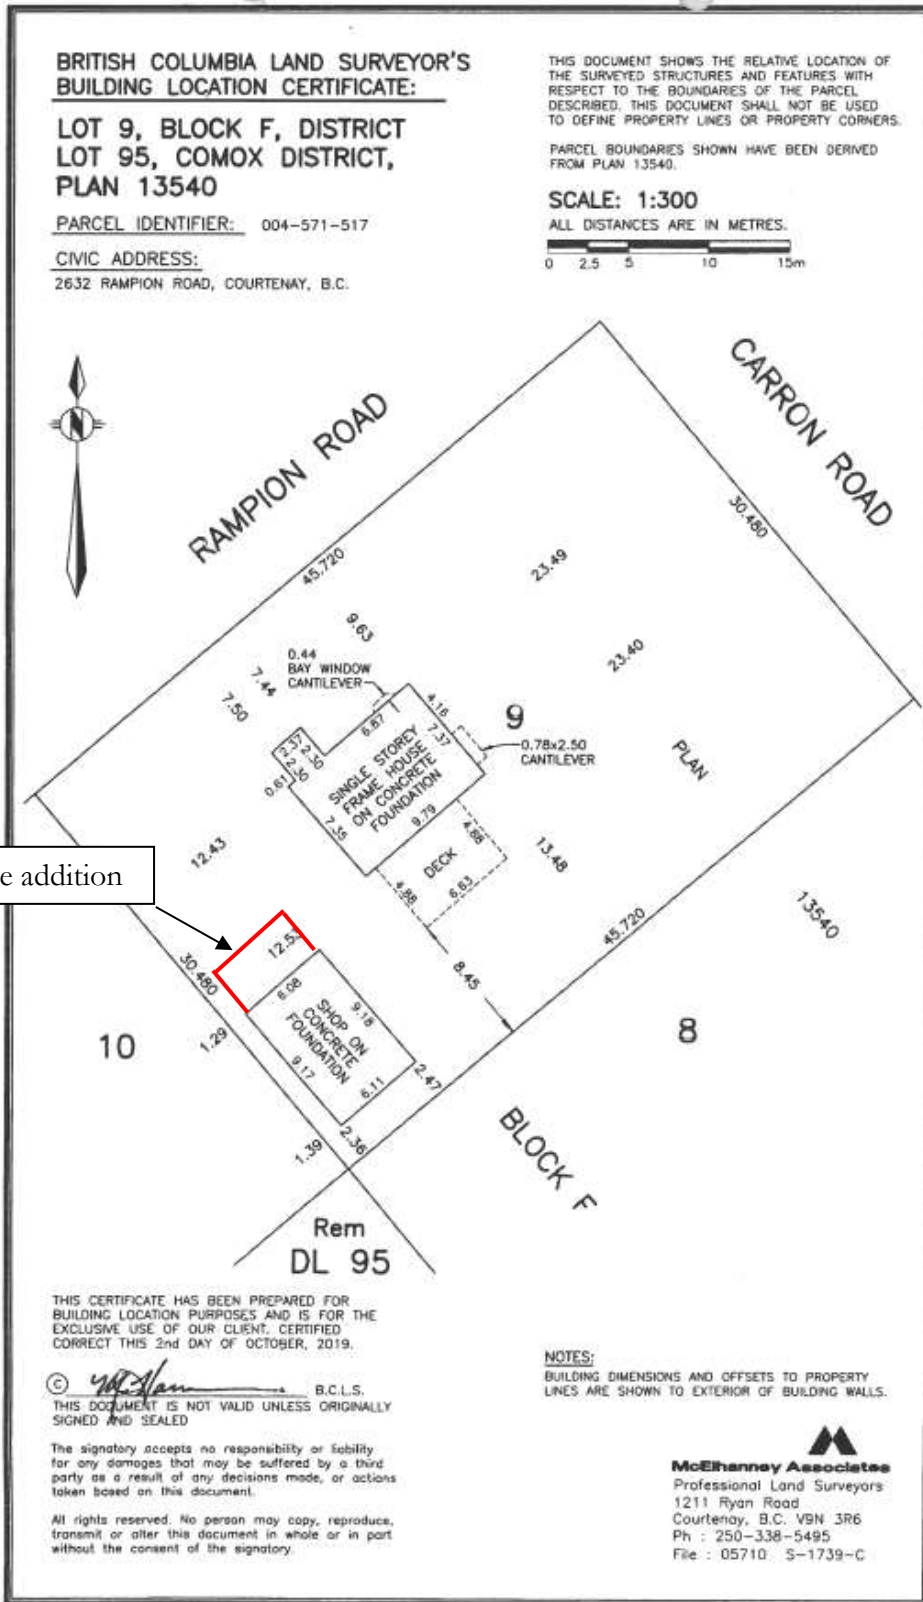 BRITISH COLUMBIA LAND SURVEYOR'S
BUILDING LOCATION CERTIFICATE:
LOT 9, BLOCK F, DISTRICT
LOT 95, COMOX DISTRICT,
PLAN 13540
PARCEL IDENTIFIER: 004-571-517
CIVIC ADDRESS:
2632 RAMPION ROAD, COURTENAY, B.C.
THIS DOCUMENT SHOWS THE RELATIVE LOCATION OF
THE SURVEYED STRUCTURES AND FEATURES WITH
RESPECT TO THE BOUNDARIES OF THE PARCEL
DESCRIBED. THIS DOCUMENT SHALL NOT BE USED
TO DEFINE PROPERTY LINES OR PROPERTY CORNERS.
PARCEL BOUNDARIES SHOWN HAVE BEEN DERIVED
FROM PLAN 13540.
SCALE: 1:300
ALL DISTANCES ARE IN METRES.
0 2.5 5 10 15m
N
RAMPION ROAD
CARRON ROAD
45.720
30.480
23.49
9.63
23.40
0.44
BAY WINDOW
CANTILEVER
7.44
7.50
4.16
9
6.87
7.37
0.78x2.50
CANTILEVER
2.37
2.30
2.30
0.61
SINGLE STOREY
FRAME HOUSE
ON CONCRETE
FOUNDATION
7.35
9.79
PLAN
12.43
4.88
DECK
13.48
4.88
6.63
13540
e addition
12.53
45.720
30.480
8.45
6.08
9.18
SHOP ON
CONCRETE
FOUNDATION
10
1.29
9.17
6.11
2.47
8
2.36
1.39
BLOCK F
Rem
DL 95
THIS CERTIFICATE HAS BEEN PREPARED FOR
BUILDING LOCATION PURPOSES AND IS FOR THE
EXCLUSIVE USE OF OUR CLIENT. CERTIFIED
CORRECT THIS 2nd DAY OF OCTOBER, 2019.
© B.C.L.S.
THIS DOCUMENT IS NOT VALID UNLESS ORIGINALLY
SIGNED AND SEALED
The signatory accepts no responsibility or liability
for any damages that may be suffered by a third
party as a result of any decisions made, or actions
taken based on this document.
All rights reserved. No person may copy, reproduce,
transmit or alter this document in whole or in part
without the consent of the signatory.
NOTES:
BUILDING DIMENSIONS AND OFFSETS TO PROPERTY
LINES ARE SHOWN TO EXTERIOR OF BUILDING WALLS.
McElhanney Associates
Professional Land Surveyors
1211 Ryan Road
Courtenay, B.C. V9N 3R6
Ph : 250-338-5495
File : 05710 S-1739-C